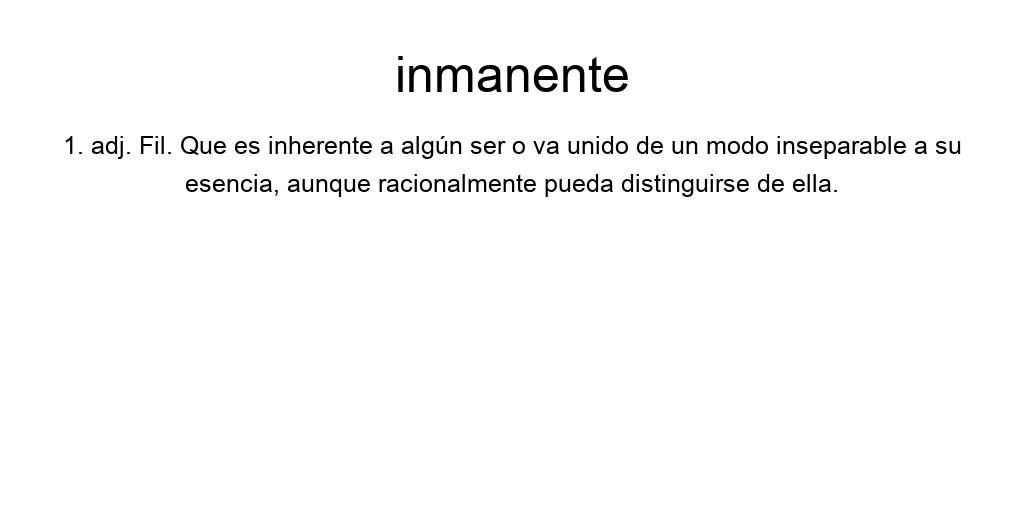 inmanente
1. adj. Fil. Que es inherente a algún ser o va unido de un modo inseparable a su
esencia, aunque racionalmente pueda distinguirse de ella.